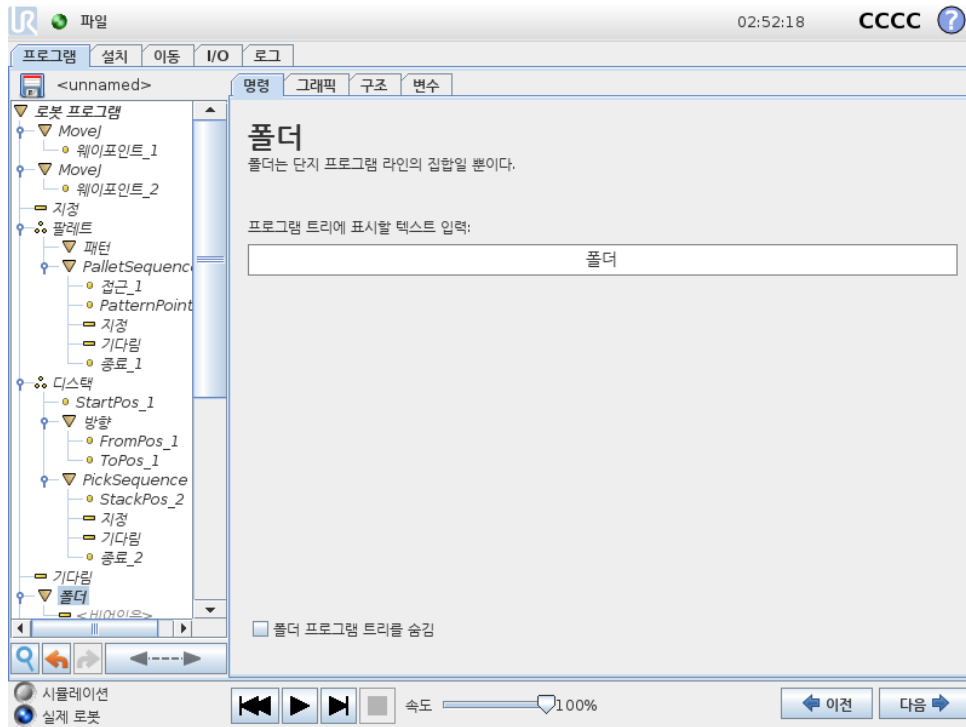 UR 파일 02:52:18 CCCC ?
프로그램 설치 이동 I/O 로그
<unnamed>
명령 그래픽 구조 변수
로봇 프로그램
MoveJ
웨이포인트_1
MoveJ
웨이포인트_2
지정
팔레트
패턴
PalletSequenc
접근_1
PatternPoint
지정
기다림
종료_1
디스택
StartPos_1
방향
FromPos_1
ToPos_1
PickSequence
StackPos_2
지정
기다림
종료_2
기다림
폴더
<비어있음>
폴더
폴더는 단지 프로그램 라인의 집합일 뿐이다.
프로그램 트리에 표시할 텍스트 입력:
폴더
폴더 프로그램 트리를 숨김
시뮬레이션
실제 로봇
속도 100%
이전 다음